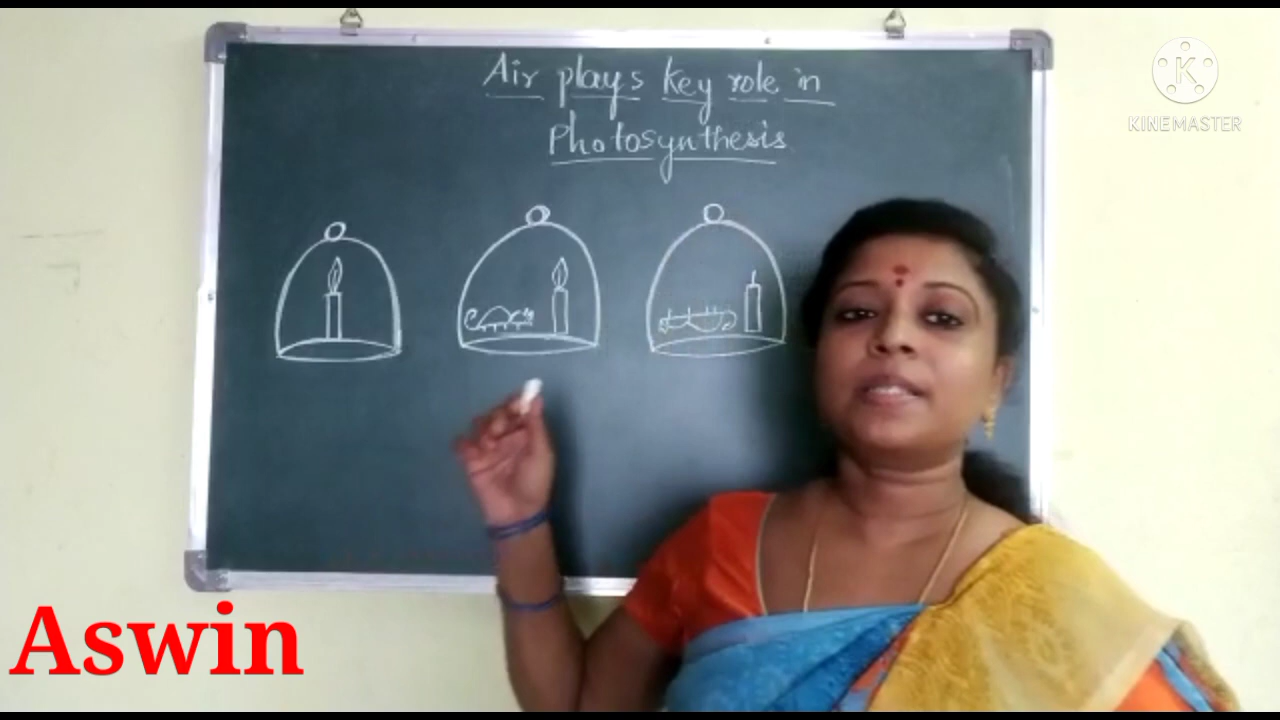 Air plays key role in
Photosynthesis
K
KINEMASTER
Aswin